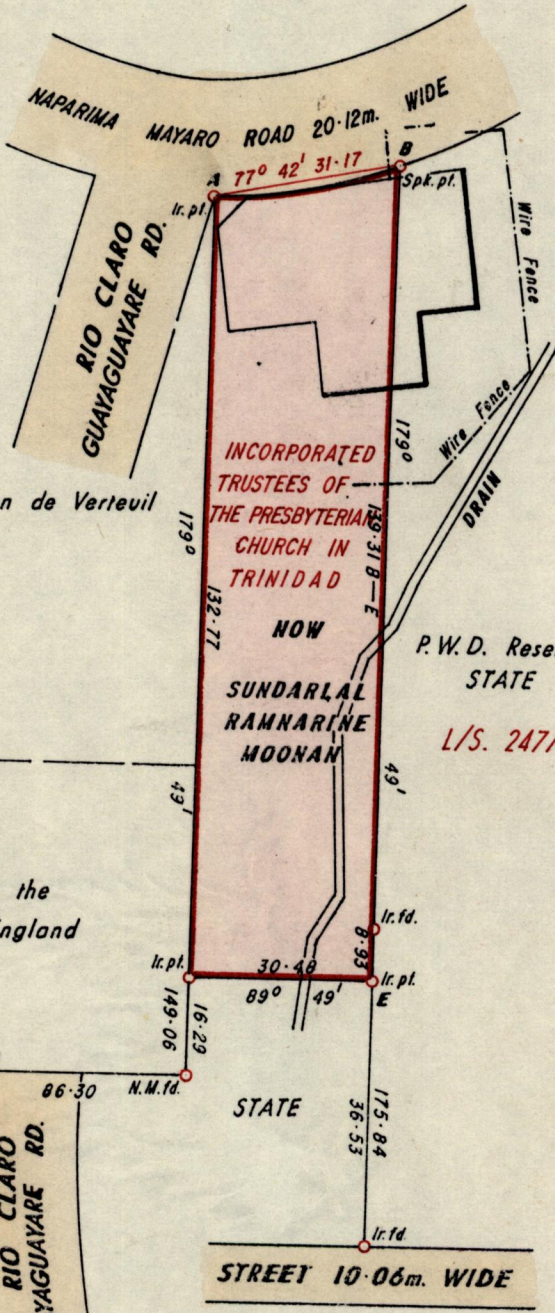 NAPARIMA MAYARO ROAD 20·12m. WIDE
A
77° 42' 31·17
B
Ir. pt.
Spk. pt.
RIO CLARO
GUAYAGUAYARE RD.
Wire Fence
Wire Fence
DRAIN
n de Verteuil
INCORPORATED
TRUSTEES OF
THE PRESBYTERIAN
CHURCH IN
TRINIDAD
NOW
SUNDARLAL
RAMNARINE
MOONAN
179° 49'
132·77
179° 49'
139·31 B—E
P.W.D. Rese
STATE
L/S. 247/
the
ngland
Ir. fd.
8·93
Ir. pt.
30·48
89° 49'
Ir. pt.
E
149·06
16·29
86·30
N.M. fd.
STATE
175·84
36·53
RIO CLARO
YAGUAYARE RD.
Ir. fd
STREET 10·06m. WIDE